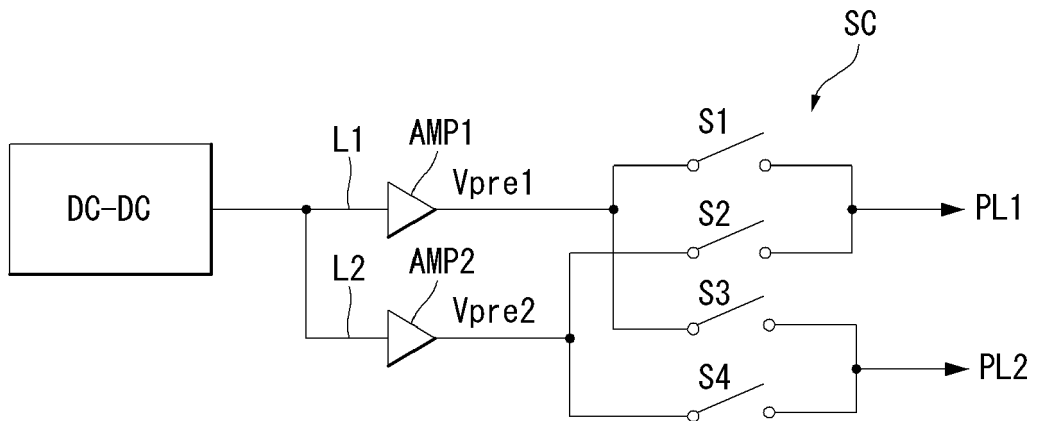 SC
S1
AMP1
L1
Vpre1
DC-DC
PL1
S2
AMP2
L2
Vpre2
S3
PL2
S4